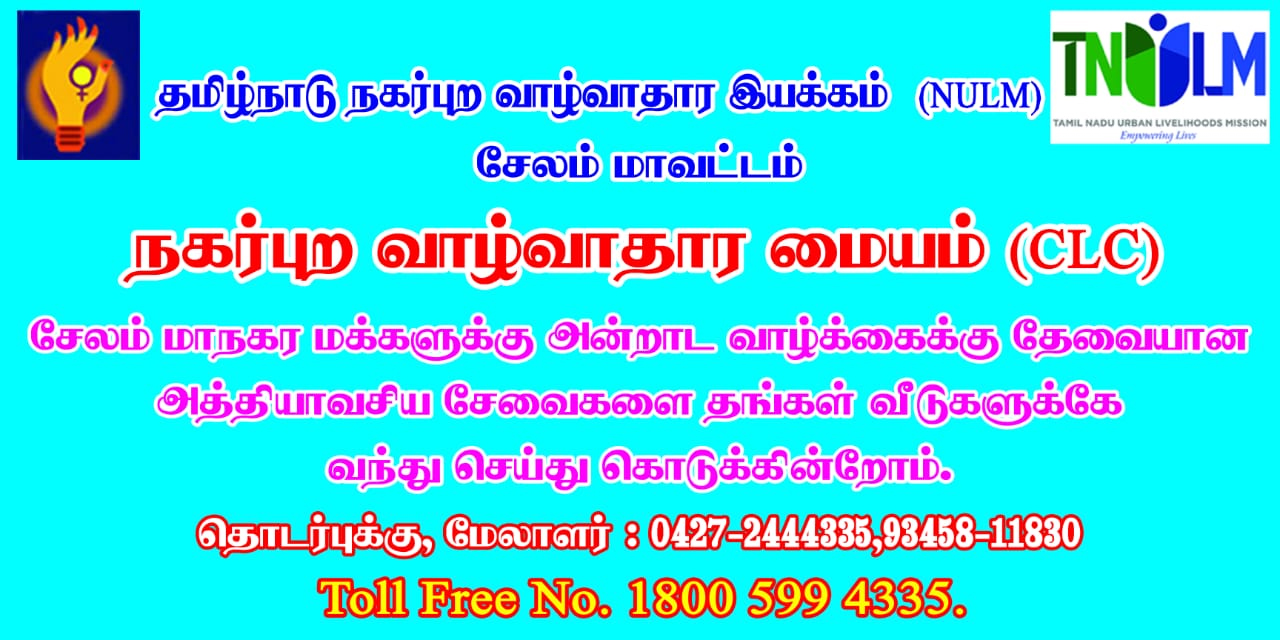 தமிழ்நாடு நகர்புற வாழ்வாதார இயக்கம் (NULM)
TNULM
TAMIL NADU URBAN LIVELIHOODS MISSION
Empowering Lives
சேலம் மாவட்டம்
நகர்புற வாழ்வாதார மையம் (CLC)
சேலம் மாநகர மக்களுக்கு அன்றாட வாழ்க்கைக்கு தேவையான
அத்தியாவசிய சேவைகளை தங்கள் வீடுகளுக்கே
வந்து செய்து கொடுக்கின்றோம்.
தொடர்புக்கு, மேலாளர் : 0427-2444335,93458-11830
Toll Free No. 1800 599 4335.